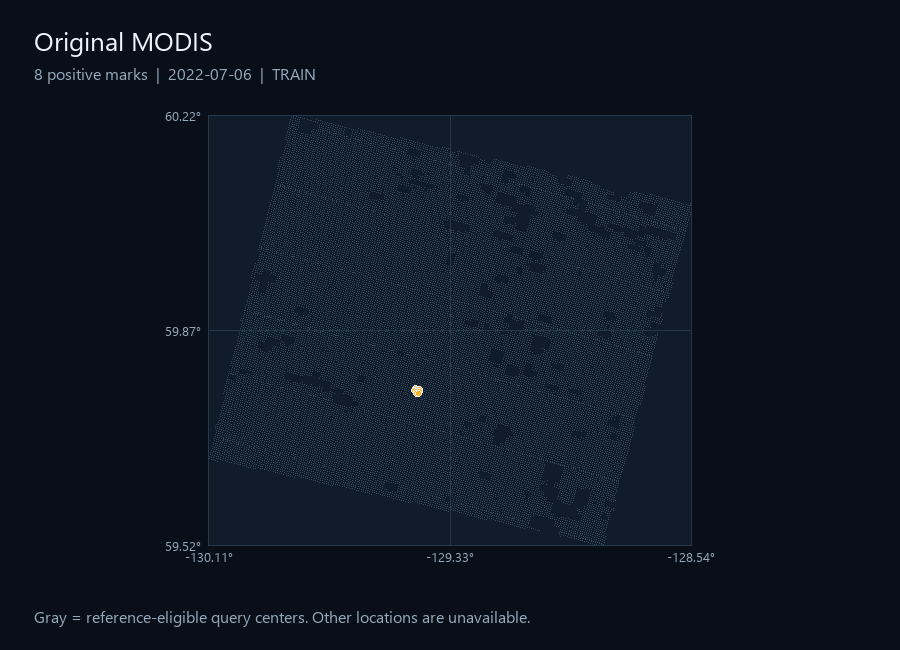 Original MODIS
8 positive marks | 2022-07-06 | TRAIN
60.22°
59.87°
59.52°
-130.11°
-129.33°
-128.54°
Gray = reference-eligible query centers. Other locations are unavailable.